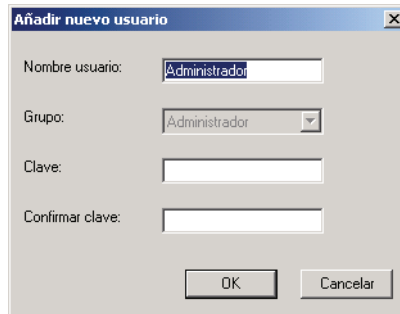 Añadir nuevo usuario
Nombre usuario: Administrador
Grupo: Administrador
Clave:
Confirmar clave:
OK Cancelar